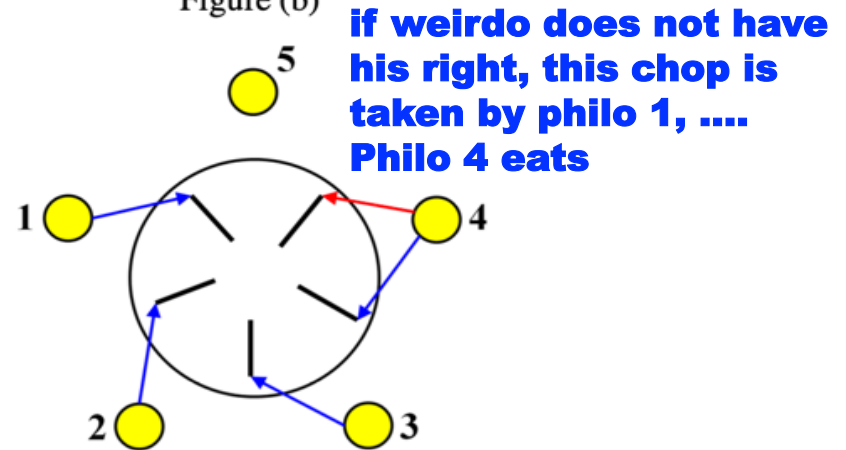 Figure (b)
if weirdo does not have
his right, this chop is
taken by philo 1, ....
Philo 4 eats
5
1
4
2
3